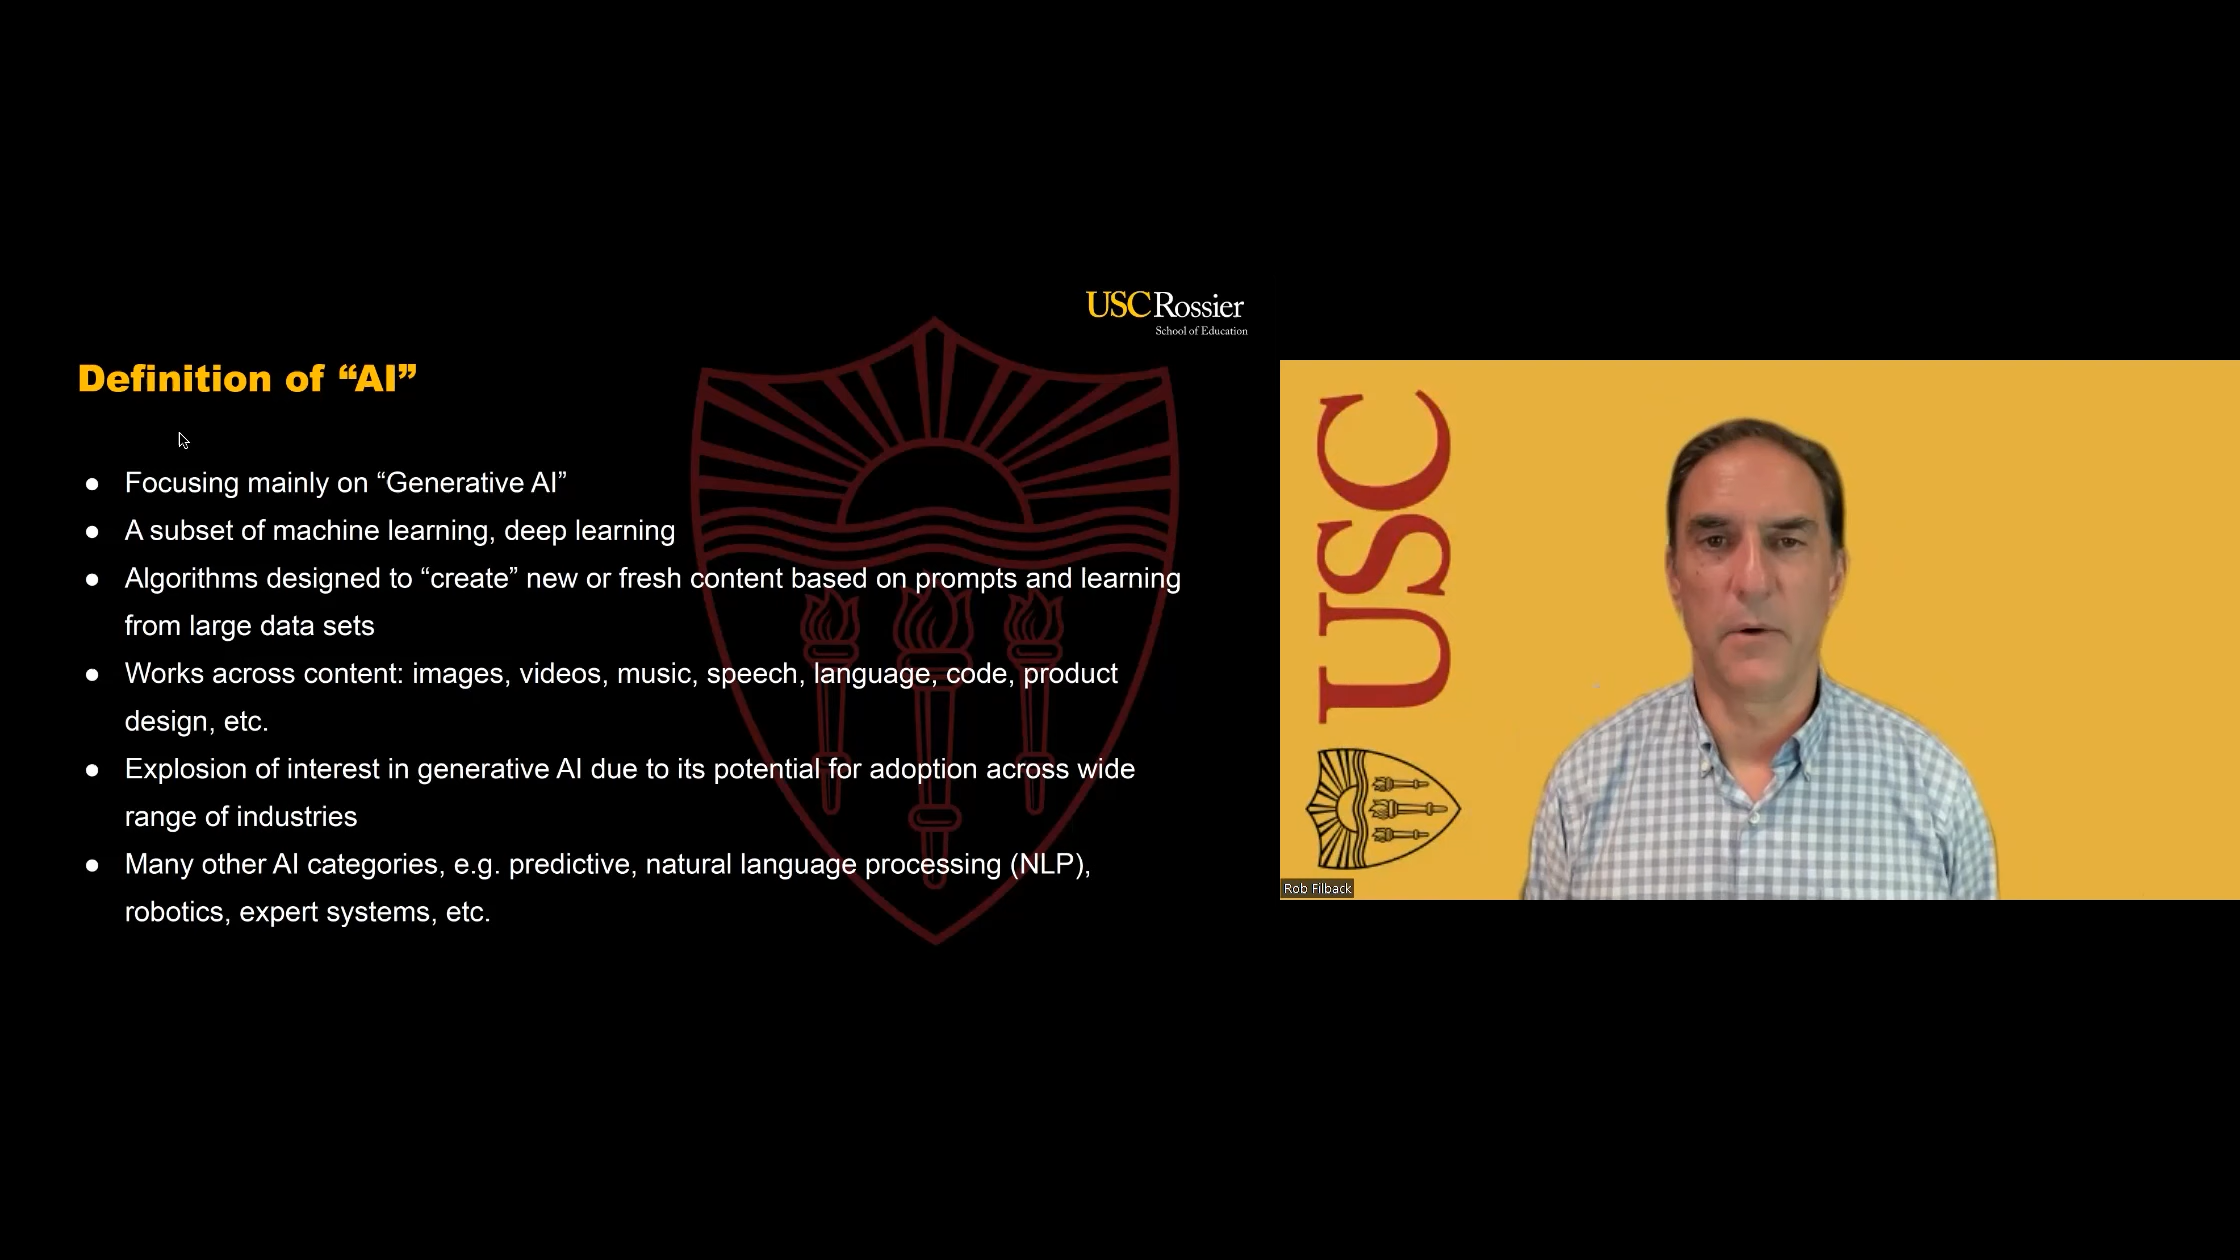 USC Rossier
School of Education
Definition of “AI”
● Focusing mainly on “Generative AI”
● A subset of machine learning, deep learning
● Algorithms designed to “create” new or fresh content based on prompts and learning
from large data sets
● Works across content: images, videos, music, speech, language, code, product
design, etc.
● Explosion of interest in generative AI due to its potential for adoption across wide
range of industries
● Many other AI categories, e.g. predictive, natural language processing (NLP),
robotics, expert systems, etc.
USC
Rob Filback